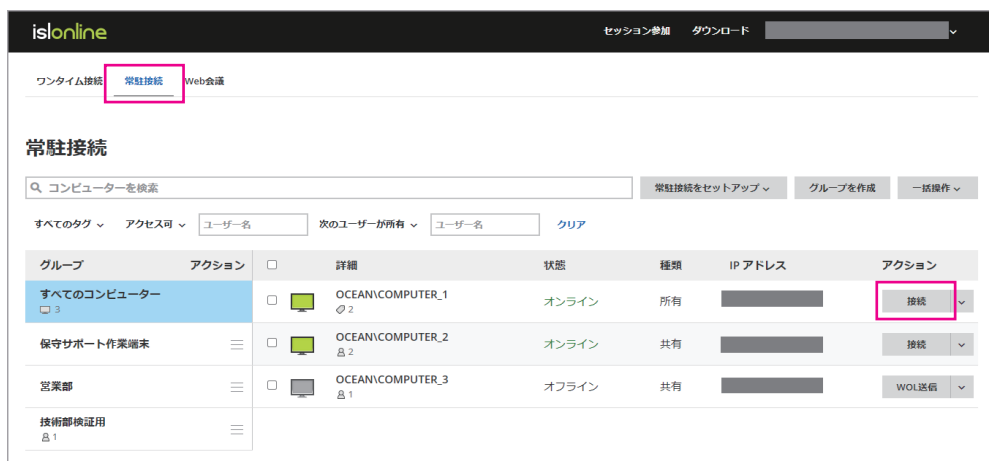 islonline
セッション参加 ダウンロード
ワンタイム接続 常駐接続 Web会議
常駐接続
コンピューターを検索 常駐接続をセットアップ グループを作成 一括操作
すべてのタグ アクセス可 ユーザー名 次のユーザーが所有 ユーザー名 クリア
グループ アクション 詳細 状態 種類 IP アドレス アクション
すべてのコンピューター
3
OCEAN\COMPUTER_1
2
オンライン 所有 接続
保守サポート作業端末
OCEAN\COMPUTER_2
2
オンライン 共有 接続
営業部
OCEAN\COMPUTER_3
1
オフライン 共有 WOL送信
技術部検証用
1